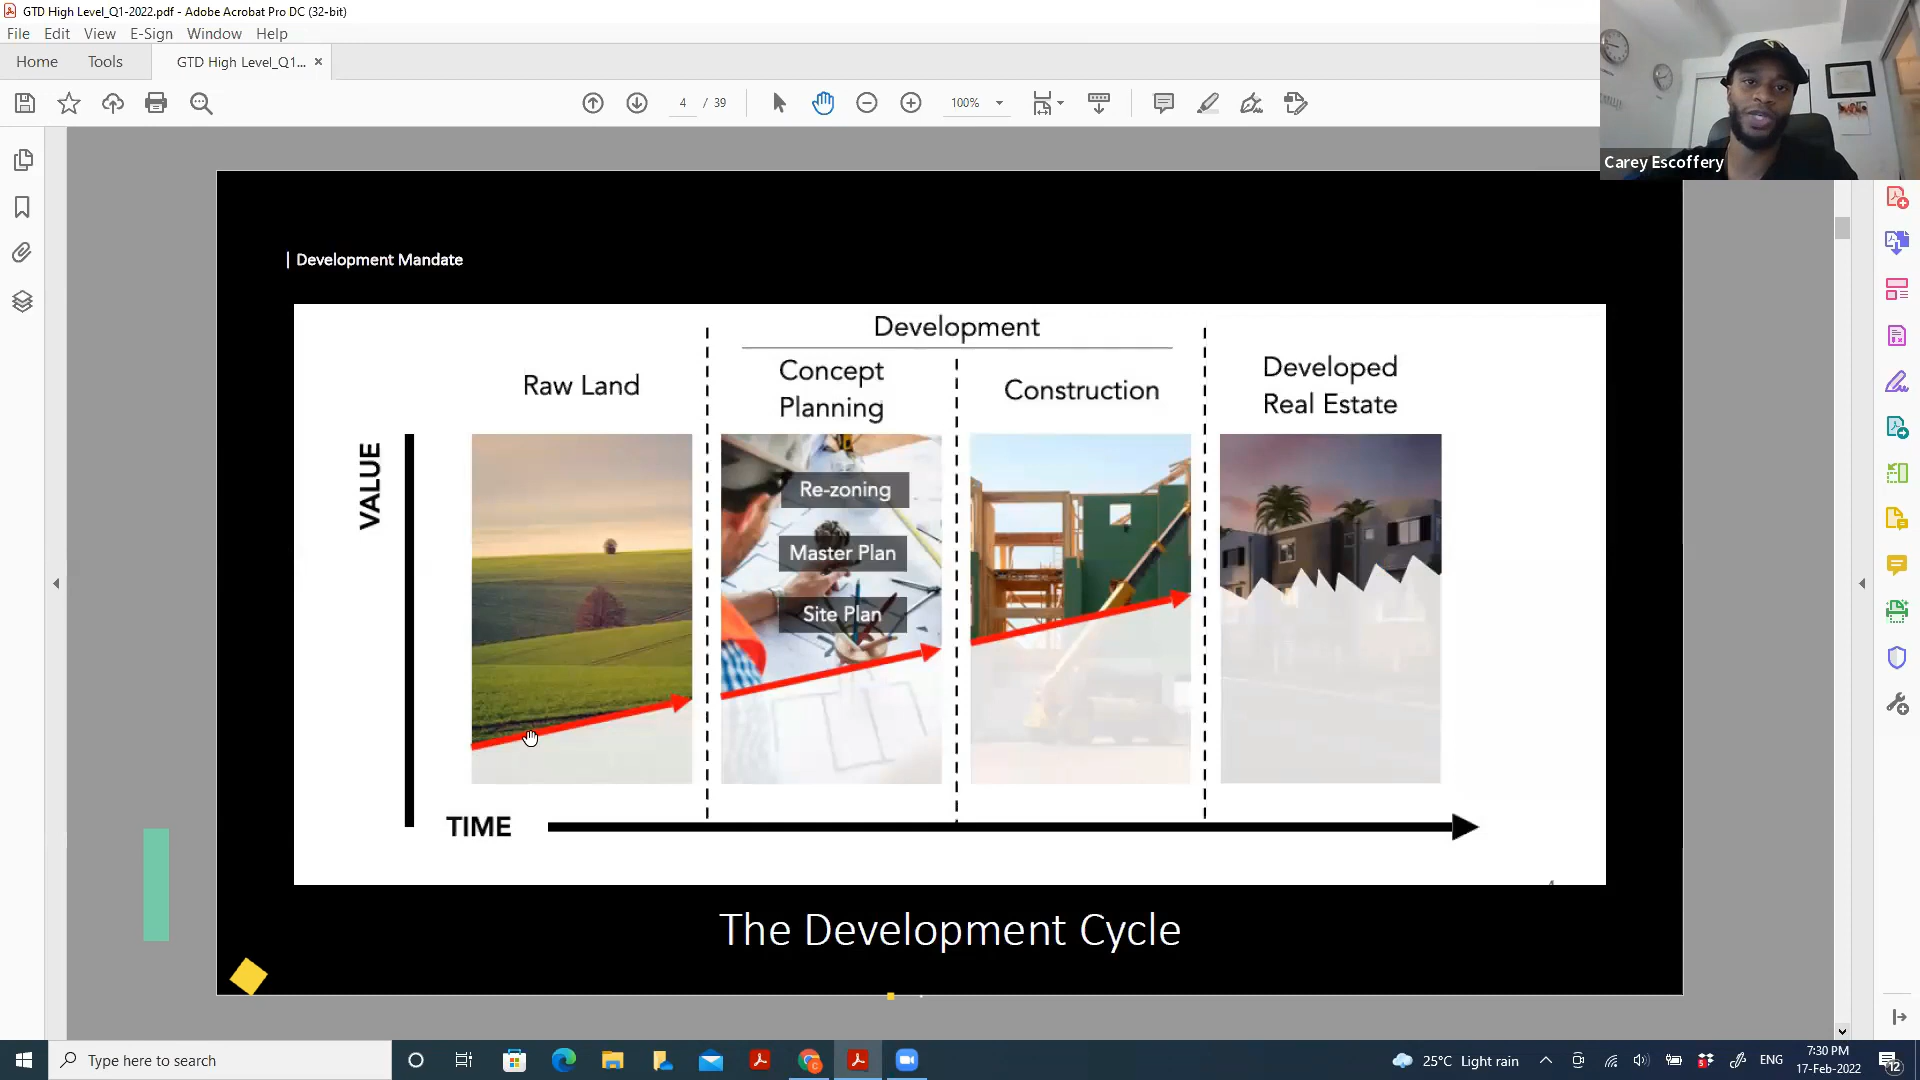 GTD High Level_Q1-2022.pdf - Adobe Acrobat Pro DC (32-bit)
File Edit View E-Sign Window Help
Home Tools GTD High Level_Q1... ×
4 / 39 100%
Carey Escoffery
| Development Mandate
Development
Raw Land
Concept
Planning
Construction
Developed
Real Estate
VALUE
Re-zoning
Master Plan
Site Plan
TIME
The Development Cycle
Type here to search
25°C Light rain
ENG
7:30 PM
17-Feb-2022
12